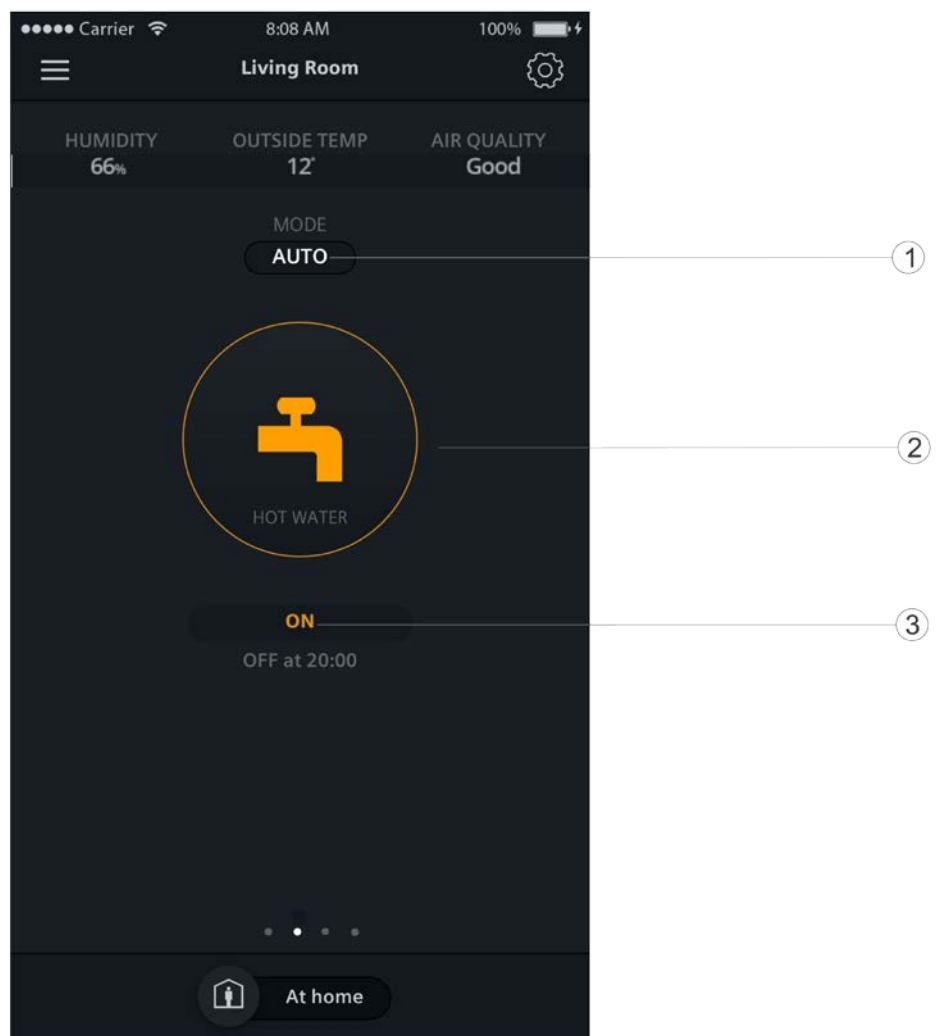 Carrier 8:08 AM 100%
Living Room
HUMIDITY OUTSIDE TEMP AIR QUALITY
66% 12° Good
MODE
AUTO
1
HOT WATER
2
ON
3
OFF at 20:00
At home